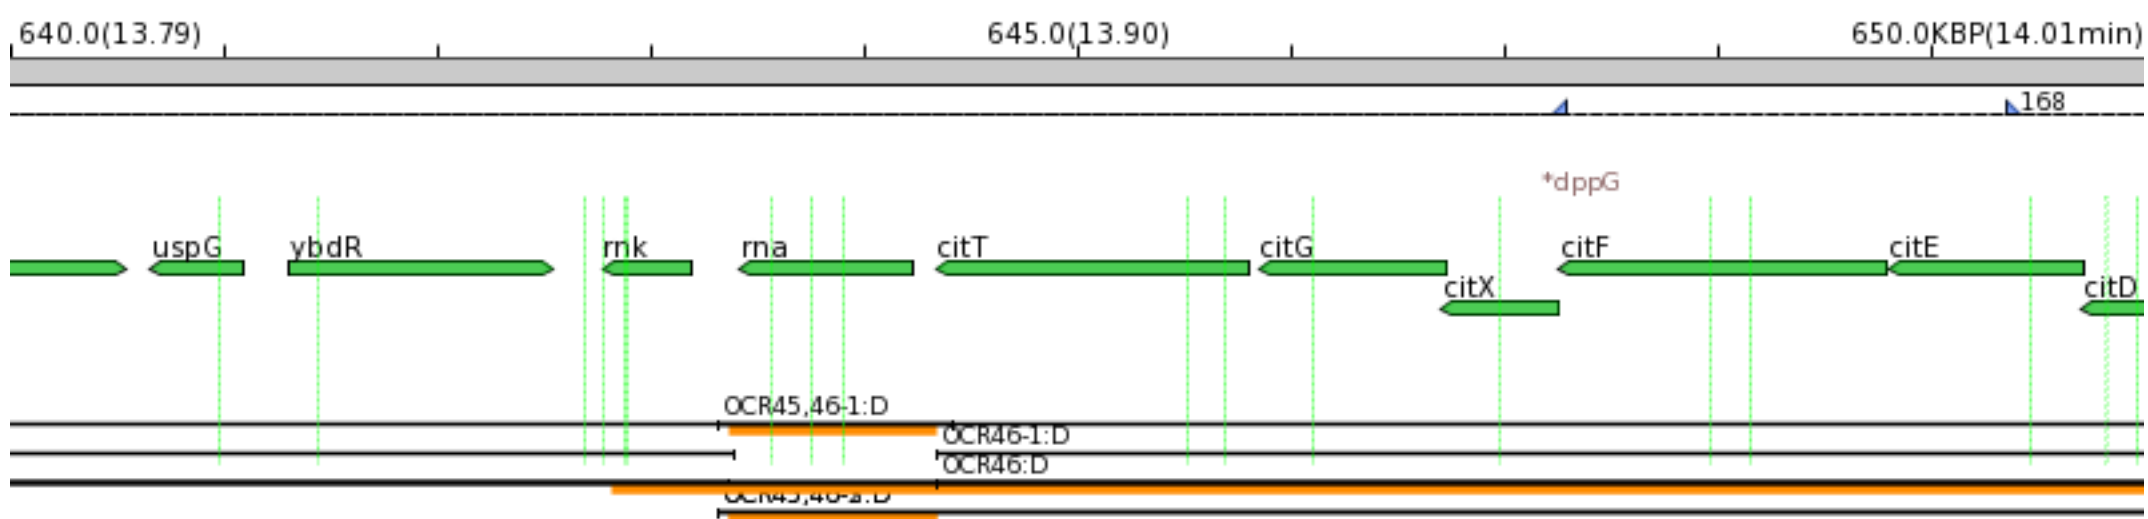 640.0(13.79) 645.0(13.90) 650.0KBP(14.01min)
168
*dppG
uspG ybdR rnk rna citT citG citF citE
citX citD
OCR45,46-1:D
OCR46-1:D
OCR46:D